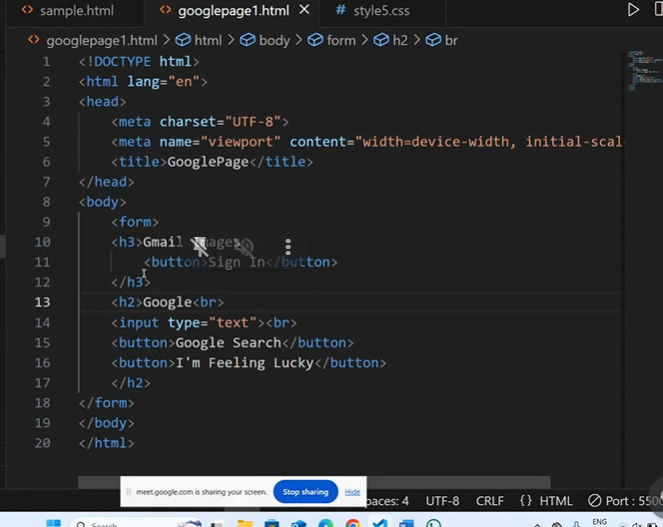 sample.html googlepage1.html style5.css
googlepage1.html > html > body > form > h2 > br
1 <!DOCTYPE html>
2 <html lang="en">
3 <head>
4 <meta charset="UTF-8">
5 <meta name="viewport" content="width=device-width, initial-scal
6 <title>GooglePage</title>
7 </head>
8 <body>
9 <form>
10 <h3>Gmail Images
11 <button>Sign In</button>
12 </h3>
13 <h2>Google<br>
14 <input type="text"><br>
15 <button>Google Search</button>
16 <button>I'm Feeling Lucky</button>
17 </h2>
18 </form>
19 </body>
20 </html>
meet.google.com is sharing your screen. Stop sharing Hide
paces: 4 UTF-8 CRLF {} HTML Port : 550
Search ENG